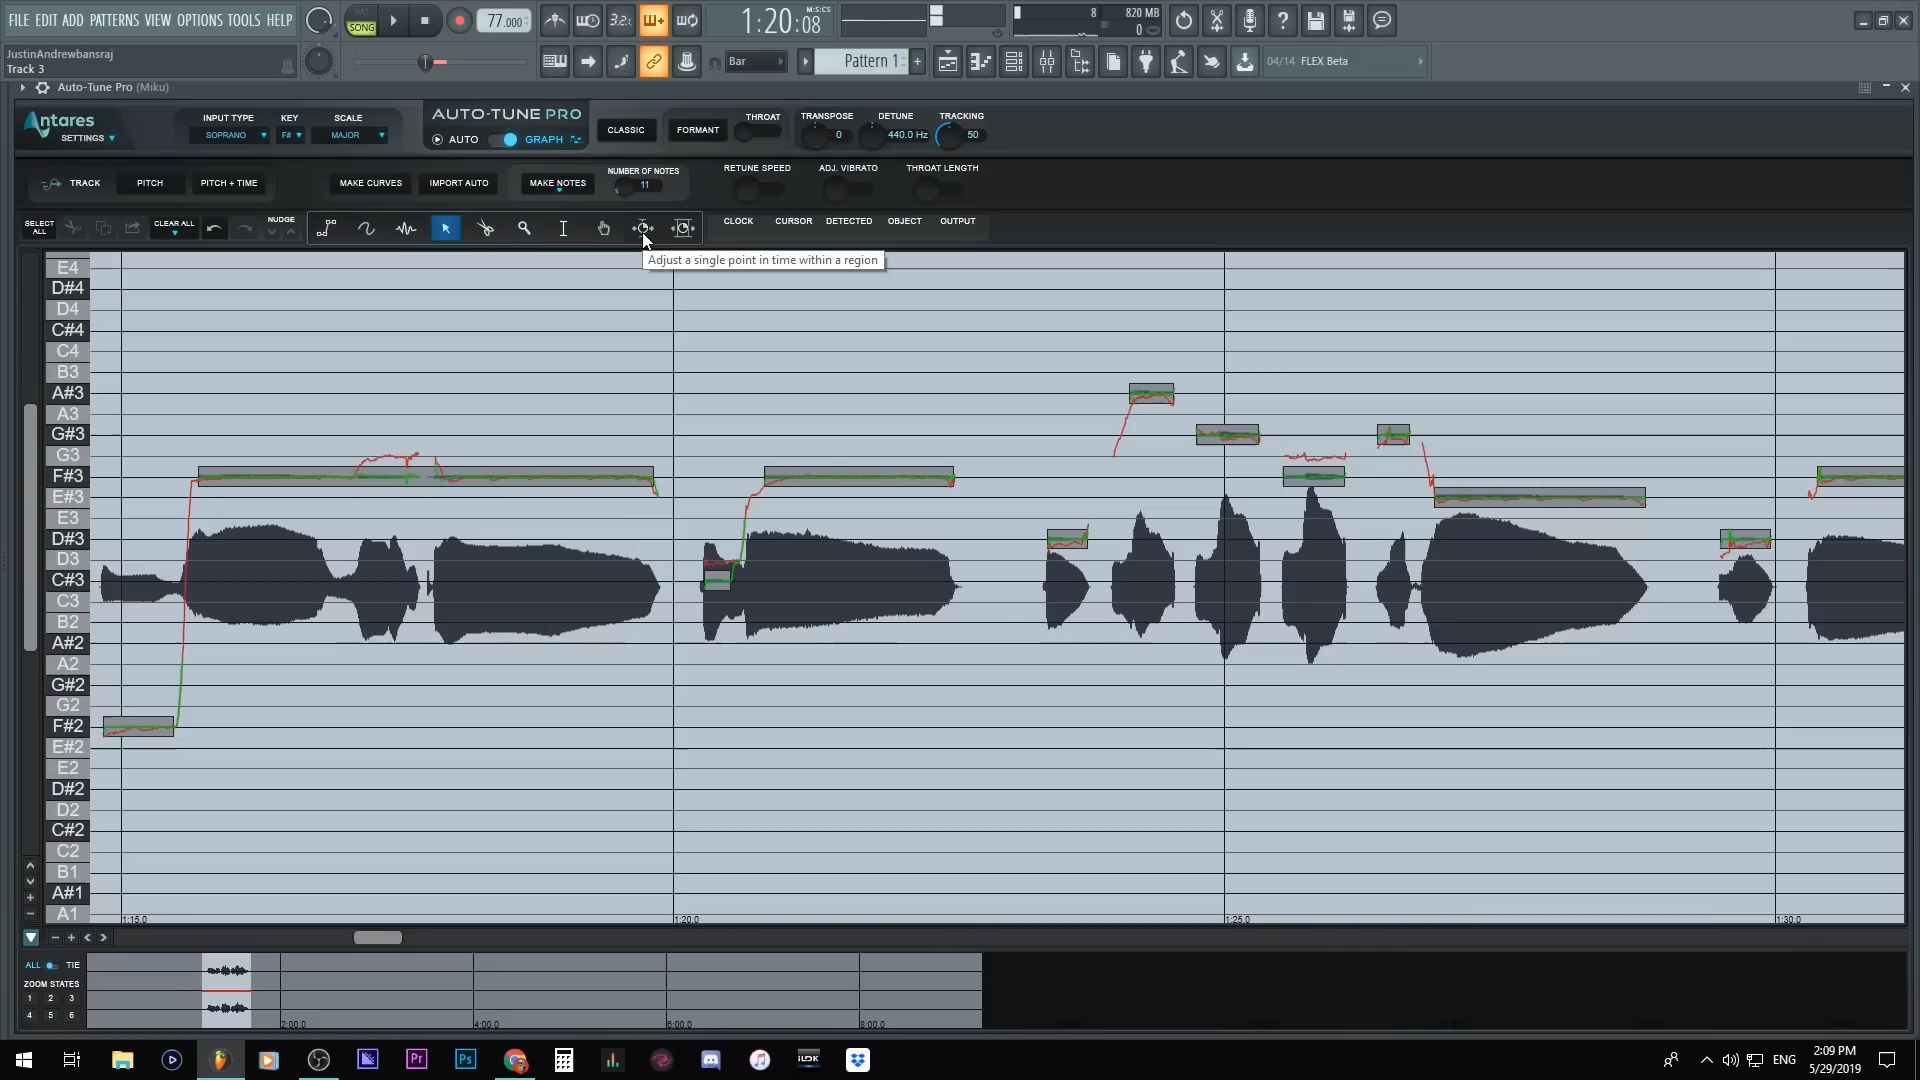 FILE EDIT ADD PATTERNS VIEW OPTIONS TOOLS HELP
SONG
77.000
3.2.
1:20:08
M:S:CS
8
820 MB
0
JustinAndrewbansraj
Track 3
Bar
Pattern 1
+
04/14 FLEX Beta
Auto-Tune Pro (Miku)
Antares
SETTINGS
INPUT TYPE
SOPRANO
KEY
F#
SCALE
MAJOR
AUTO-TUNE PRO
AUTO
GRAPH
CLASSIC
FORMANT
THROAT
TRANSPOSE
0
DETUNE
440.0 Hz
TRACKING
50
TRACK
PITCH
PITCH + TIME
MAKE CURVES
IMPORT AUTO
MAKE NOTES
NUMBER OF NOTES
11
RETUNE SPEED
ADJ. VIBRATO
THROAT LENGTH
SELECT
ALL
CLEAR ALL
NUDGE
CLOCK
CURSOR
DETECTED
OBJECT
OUTPUT
Adjust a single point in time within a region
E4
D#4
D4
C#4
C4
B3
A#3
A3
G#3
G3
F#3
E#3
E3
D#3
D3
C#3
C3
B2
A#2
A2
G#2
G2
F#2
E#2
E2
D#2
D2
C#2
C2
B1
A#1
A1
1:15.0
1:20.0
1:25.0
1:30.0
ALL
TIE
ZOOM STATES
1 2 3
4 5 6
2:00.0
4:00.0
6:00.0
8:00.0
Pr
Ps
iLOK
ENG
2:09 PM
5/29/2019